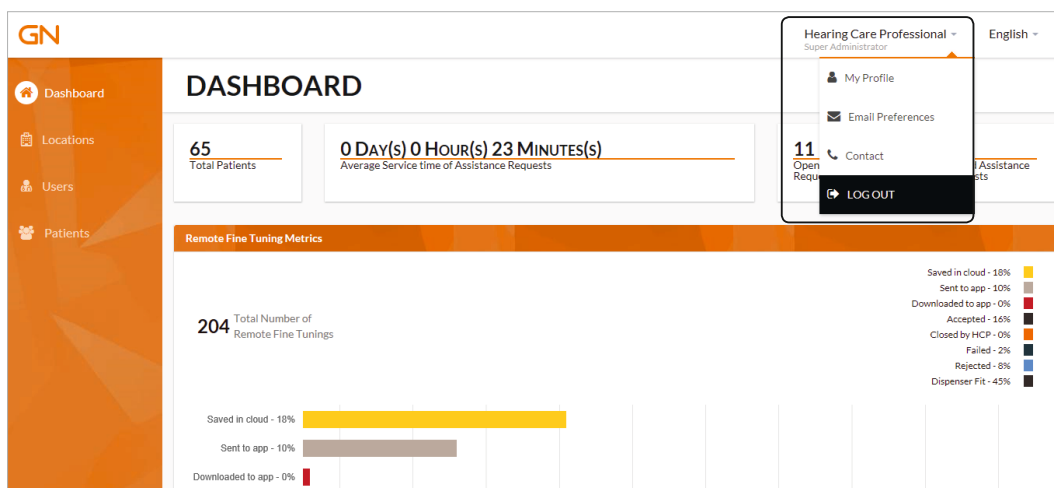 GN
Hearing Care Professional
Super Administrator
English
My Profile
Email Preferences
Contact
LOG OUT
Dashboard
Locations
Users
Patients
DASHBOARD
65
Total Patients
0 DAY(S) 0 HOUR(S) 23 MINUTES(S)
Average Service time of Assistance Requests
11
Open
Requ
l Assistance
sts
Remote Fine Tuning Metrics
204
Total Number of
Remote Fine Tunings
Saved in cloud - 18%
Sent to app - 10%
Downloaded to app - 0%
Accepted - 16%
Closed by HCP - 0%
Failed - 2%
Rejected - 8%
Dispenser Fit - 45%
Saved in cloud - 18%
Sent to app - 10%
Downloaded to app - 0%